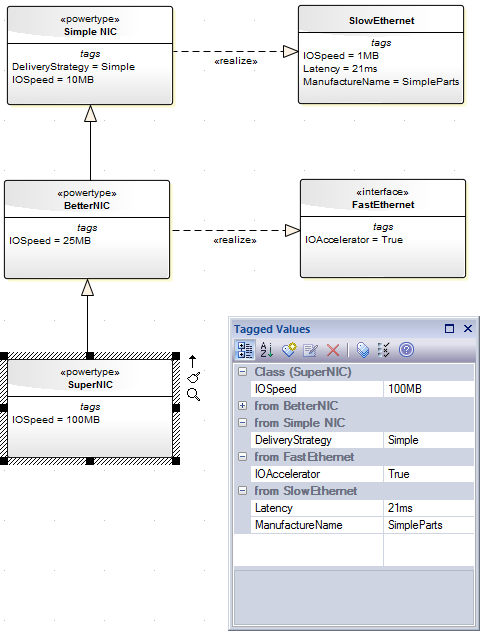 «powertype»
Simple NIC
tags
DeliveryStrategy = Simple
IOSpeed = 10MB
«realize»
SlowEthernet
tags
IOSpeed = 1MB
Latency = 21ms
ManufactureName = SimpleParts
«powertype»
BetterNIC
tags
IOSpeed = 25MB
«realize»
«interface»
FastEthernet
tags
IOAccelerator = True
«powertype»
SuperNIC
tags
IOSpeed = 100MB
Tagged Values
Class (SuperNIC)
IOSpeed 100MB
from BetterNIC
from Simple NIC
DeliveryStrategy Simple
from FastEthernet
IOAccelerator True
from SlowEthernet
Latency 21ms
ManufactureName SimpleParts